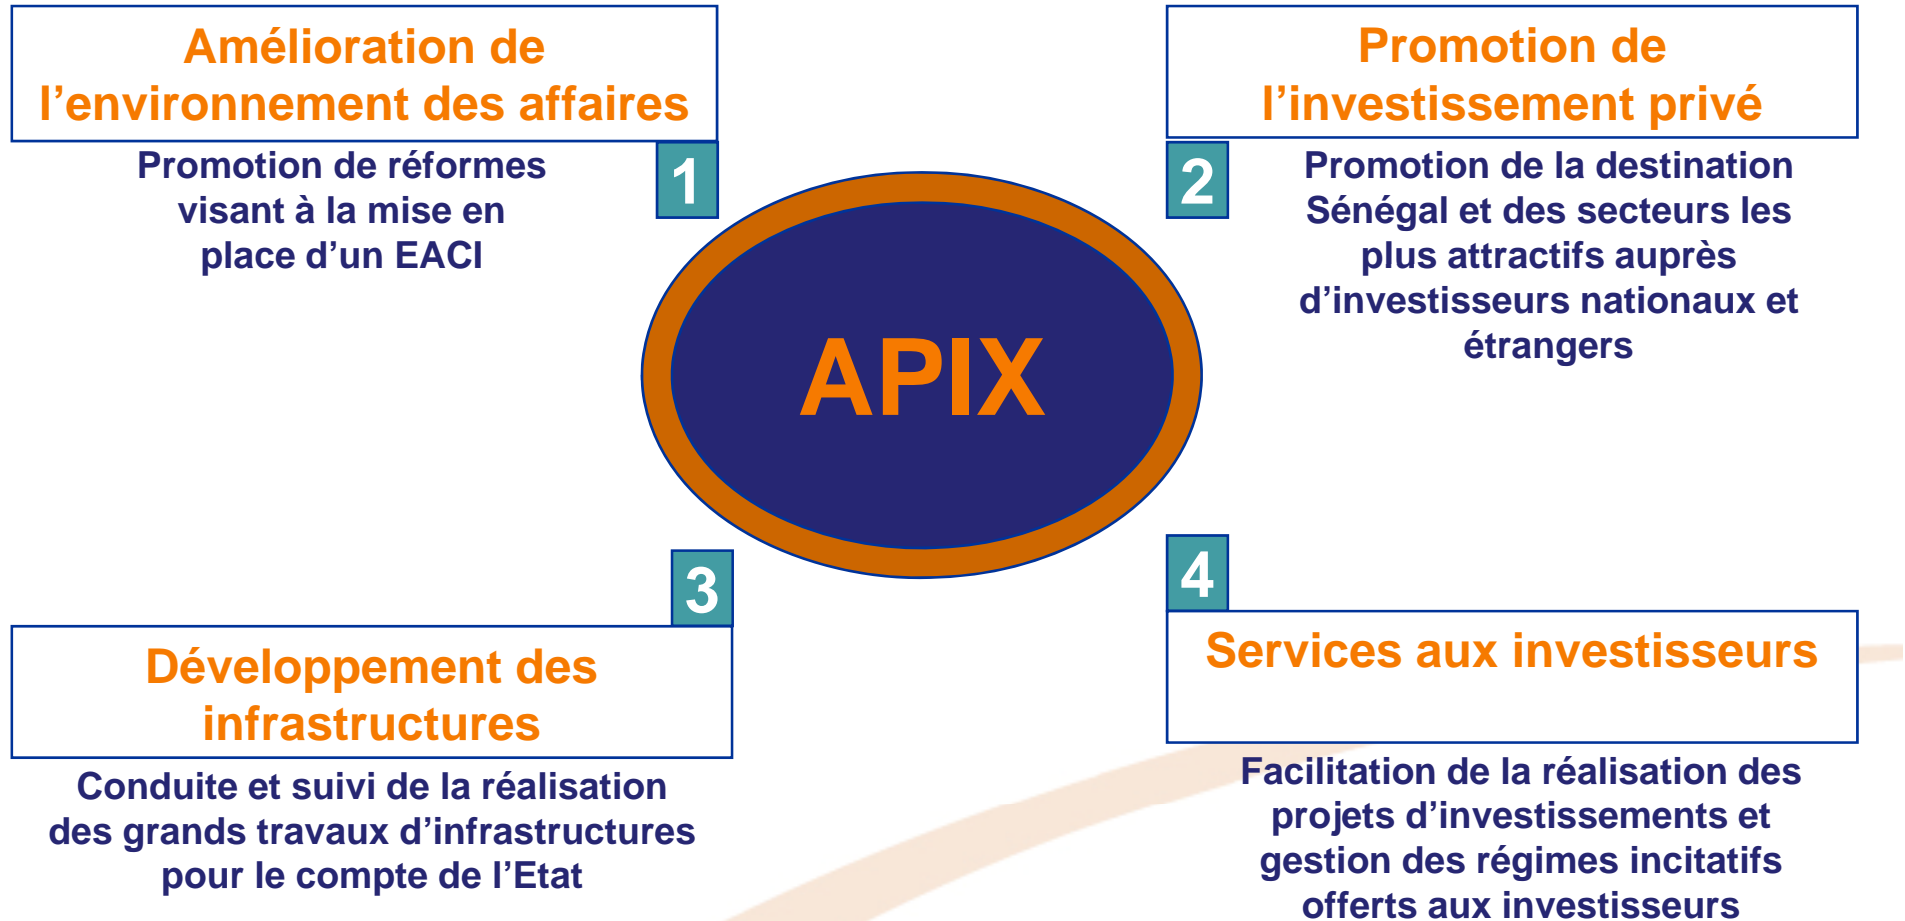 Amélioration de
l’environnement des affaires
1
Promotion de réformes
visant à la mise en
place d’un EACI
Promotion de
l’investissement privé
2
Promotion de la destination
Sénégal et des secteurs les
plus attractifs auprès
d’investisseurs nationaux et
étrangers
APIX
3
Développement des
infrastructures
Conduite et suivi de la réalisation
des grands travaux d’infrastructures
pour le compte de l’Etat
4
Services aux investisseurs
Facilitation de la réalisation des
projets d’investissements et
gestion des régimes incitatifs
offerts aux investisseurs